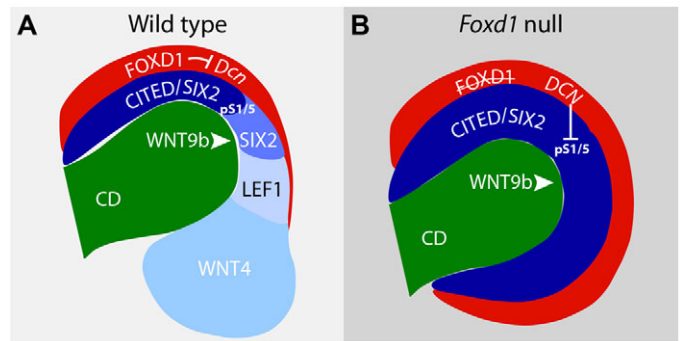 A Wild type
FOXD1 ⊣ Dcn
CITED/SIX2
pS1/5
WNT9b SIX2
LEF1
CD
WNT4
B Foxd1 null
FOXD1 DCN
CITED/SIX2
pS1/5
WNT9b
CD